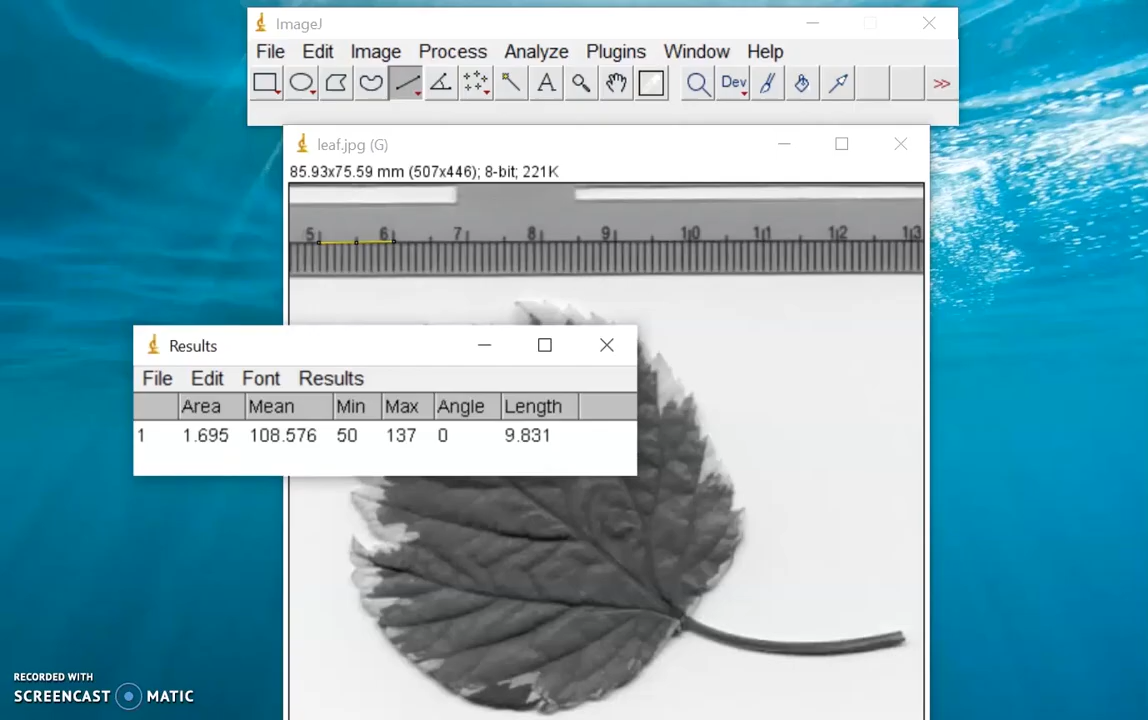 ImageJ
File Edit Image Process Analyze Plugins Window Help
A Dev >>
leaf.jpg (G)
85.93x75.59 mm (507x446); 8-bit; 221K
5 6 7 8 9 10 11 12 13
Results
File Edit Font Results
Area Mean Min Max Angle Length
1 1.695 108.576 50 137 0 9.831
RECORDED WITH
SCREENCAST MATIC